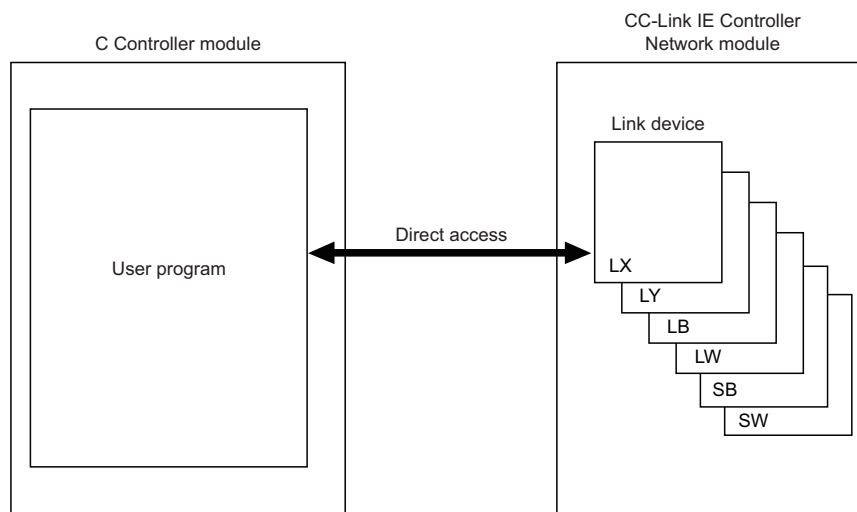 C Controller module
CC-Link IE Controller
Network module
Link device
Direct access
User program
LX
LY
LB
LW
SB
SW